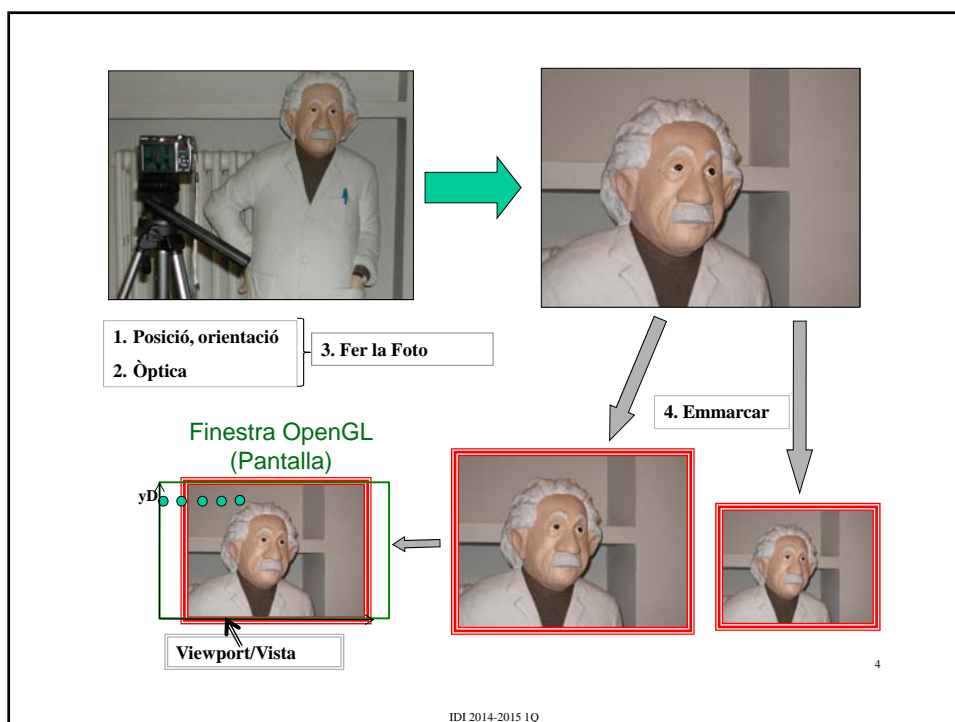 1. Posició, orientació
2. Òptica
3. Fer la Foto
4. Emmarcar
Finestra OpenGL
(Pantalla)
yD
Viewport/Vista
4
IDI 2014-2015 1Q